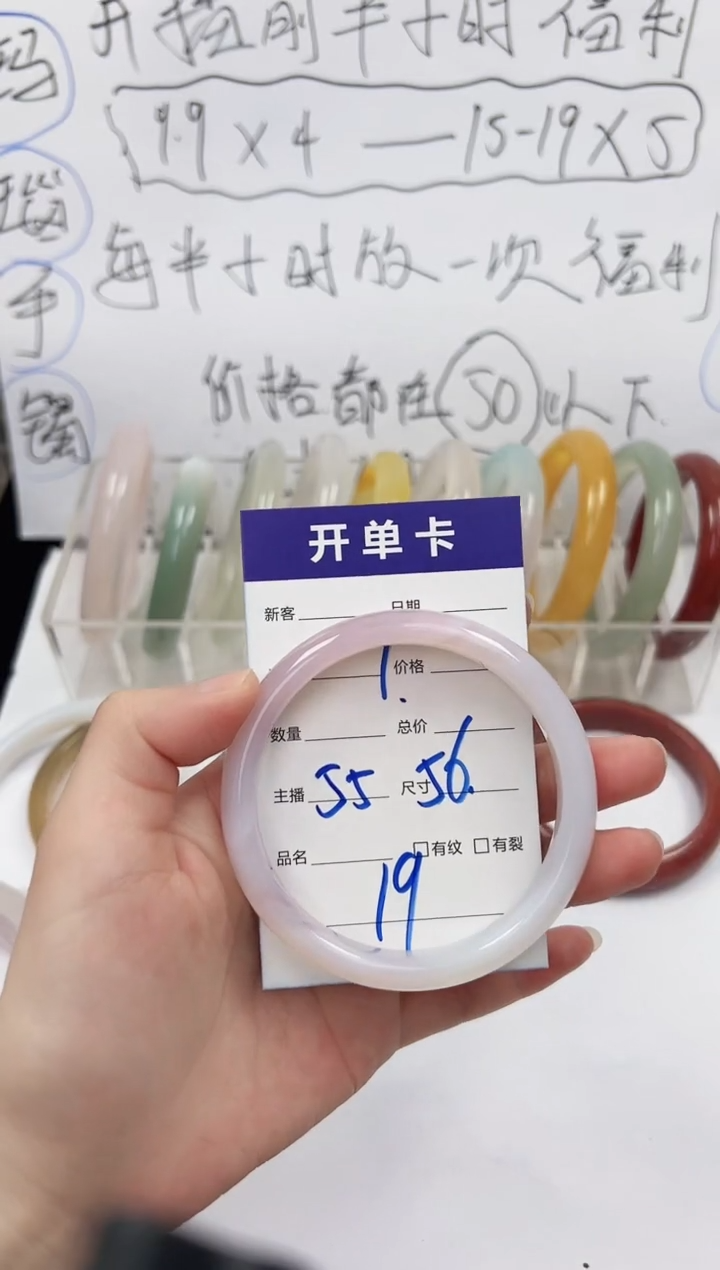 开播前半小时福利
9.9×4——15-19×5
每半小时放一次福利
价格都在50以下
玛瑙手镯
开单卡
新客 日期
1. 价格
数量 总价
主播 55 尺寸 56.
品名 □有纹 □有裂
19